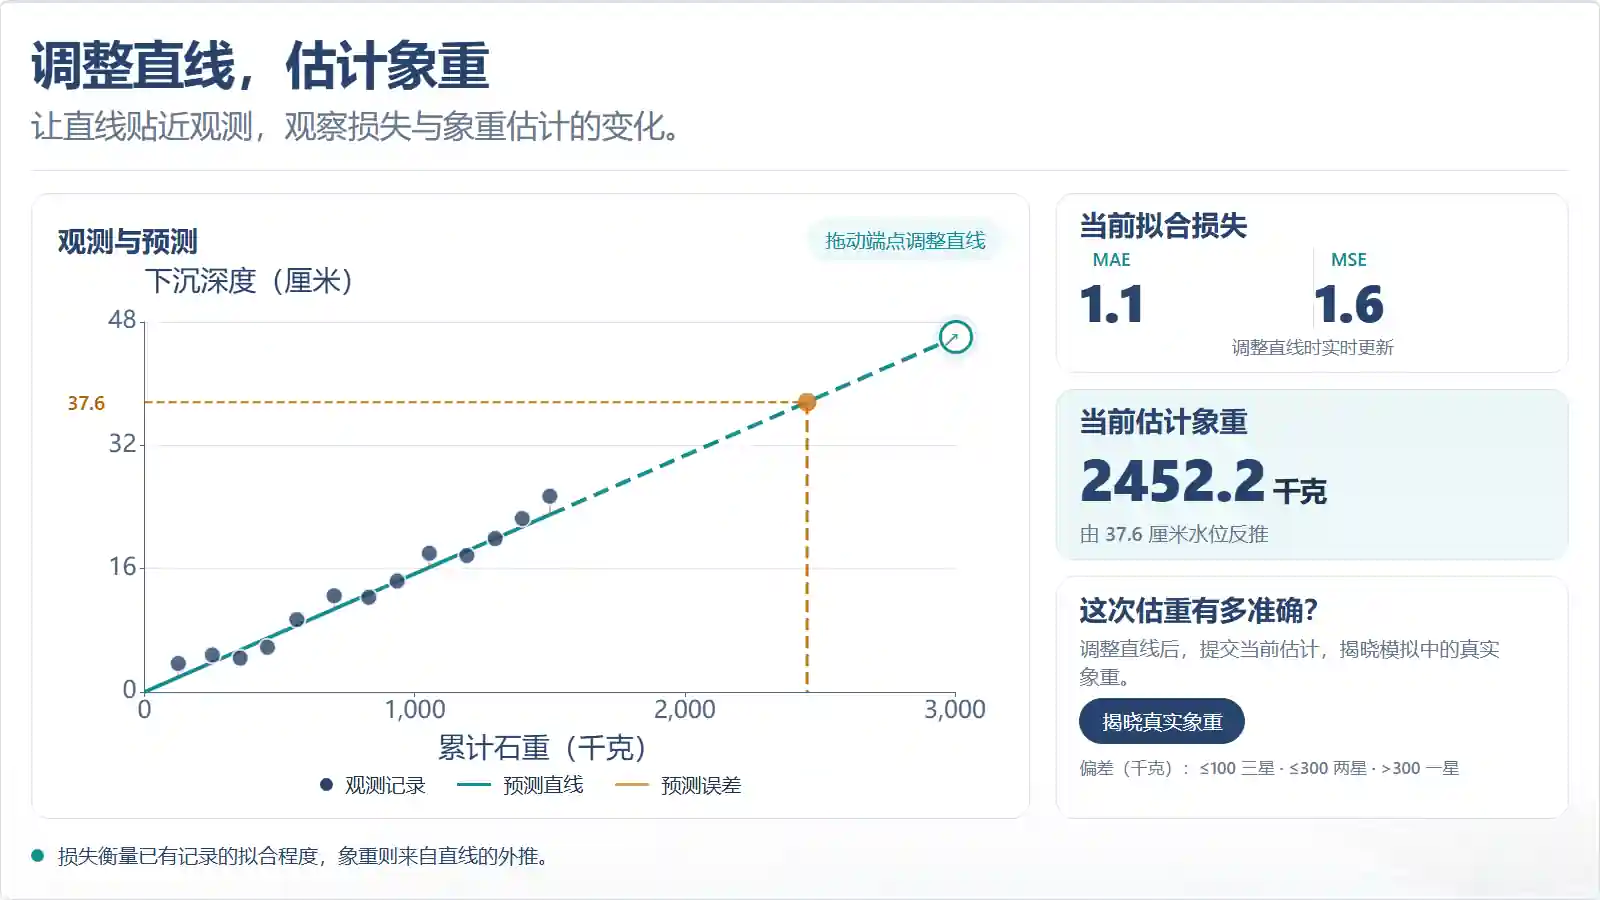 调整直线，估计象重
让直线贴近观测，观察损失与象重估计的变化。
观测与预测
拖动端点调整直线
下沉深度（厘米）
48
37.6
32
16
0
0
1,000
2,000
3,000
累计石重（千克）
观测记录
预测直线
预测误差
当前拟合损失
MAE
MSE
1.1
1.6
调整直线时实时更新
当前估计象重
2452.2 千克
由 37.6 厘米水位反推
这次估重有多准确？
调整直线后，提交当前估计，揭晓模拟中的真实
象重。
揭晓真实象重
偏差（千克）：≤100 三星 · ≤300 两星 · >300 一星
损失衡量已有记录的拟合程度，象重则来自直线的外推。